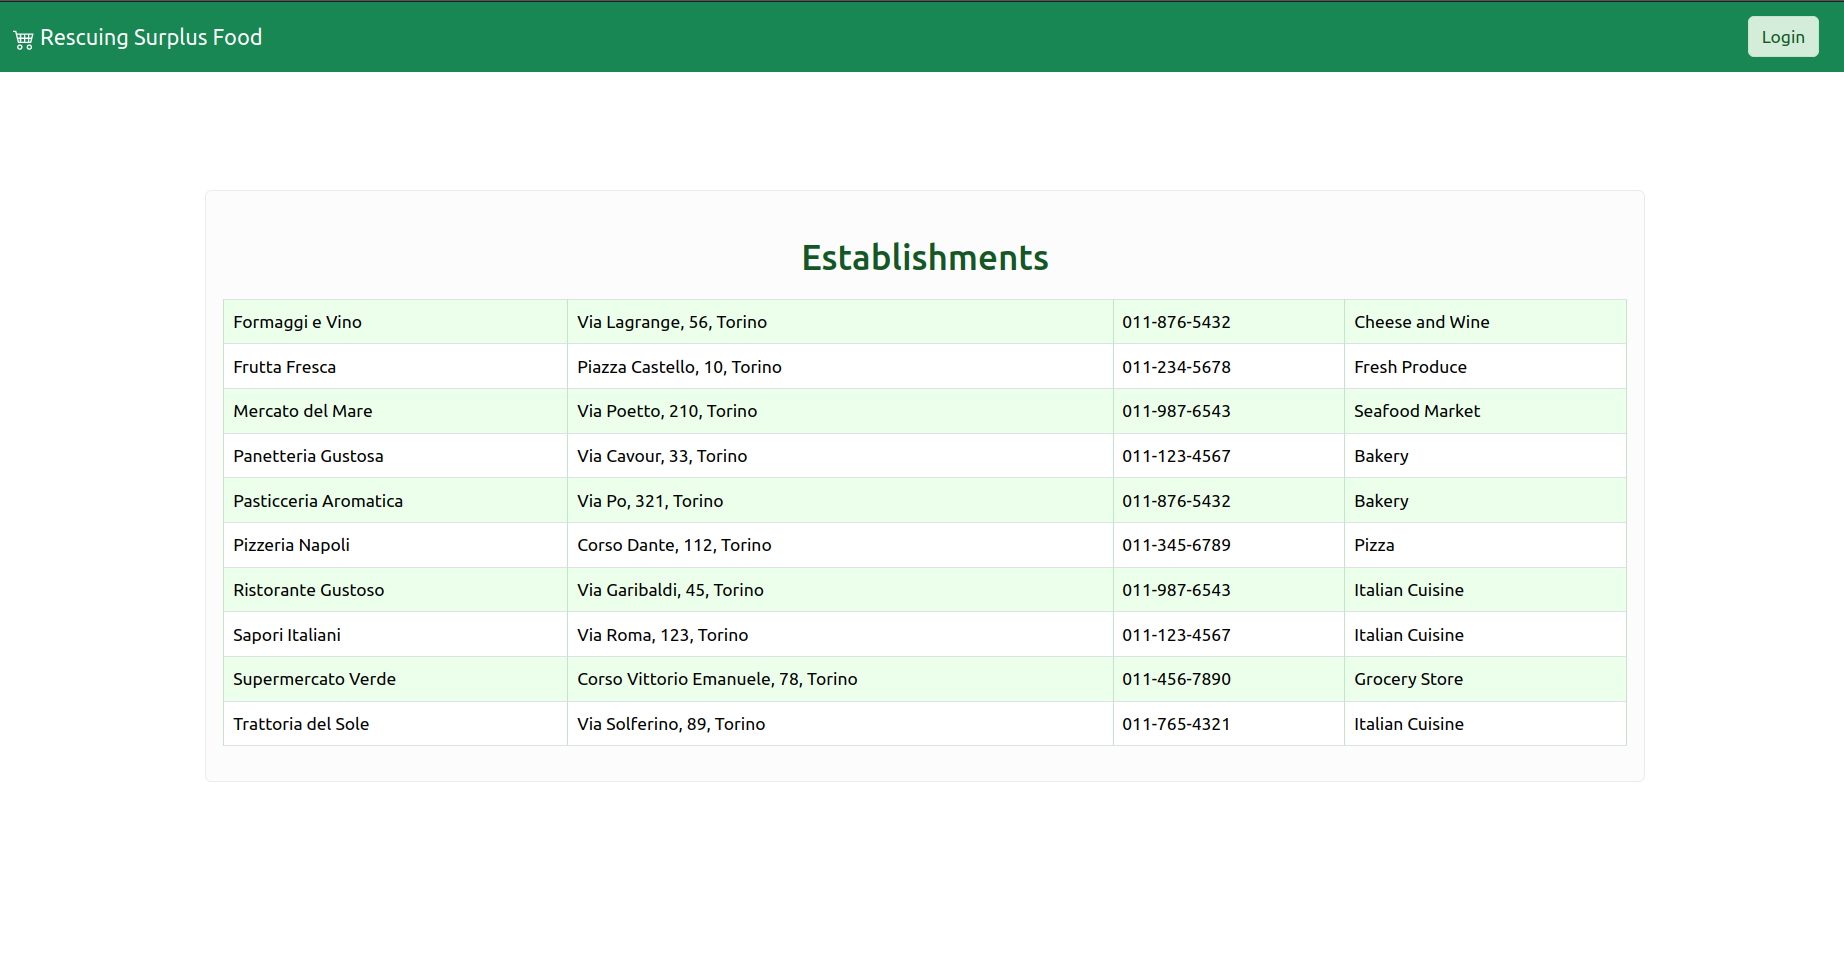 Rescuing Surplus Food Login
Establishments
Formaggi e Vino Via Lagrange, 56, Torino 011-876-5432 Cheese and Wine
Frutta Fresca Piazza Castello, 10, Torino 011-234-5678 Fresh Produce
Mercato del Mare Via Poetto, 210, Torino 011-987-6543 Seafood Market
Panetteria Gustosa Via Cavour, 33, Torino 011-123-4567 Bakery
Pasticceria Aromatica Via Po, 321, Torino 011-876-5432 Bakery
Pizzeria Napoli Corso Dante, 112, Torino 011-345-6789 Pizza
Ristorante Gustoso Via Garibaldi, 45, Torino 011-987-6543 Italian Cuisine
Sapori Italiani Via Roma, 123, Torino 011-123-4567 Italian Cuisine
Supermercato Verde Corso Vittorio Emanuele, 78, Torino 011-456-7890 Grocery Store
Trattoria del Sole Via Solferino, 89, Torino 011-765-4321 Italian Cuisine